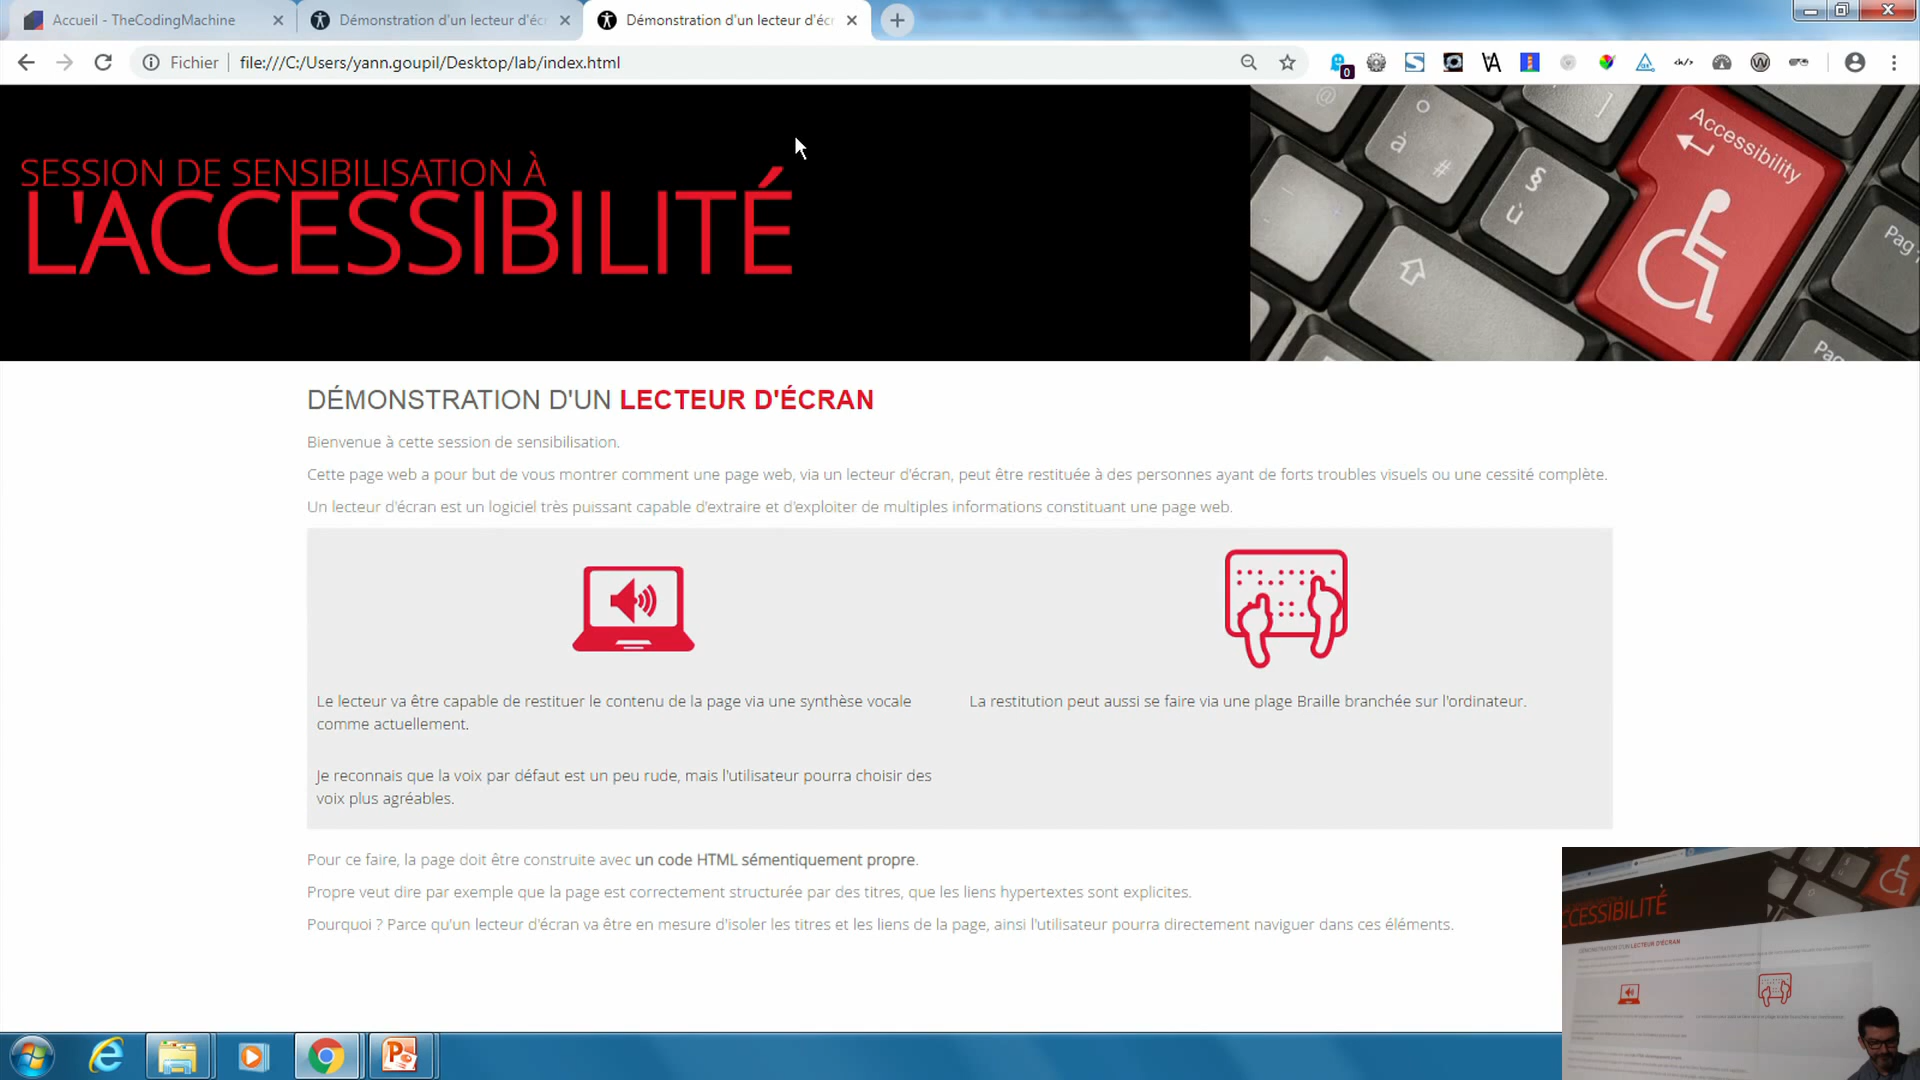 Accueil - TheCodingMachine
Démonstration d'un lecteur d'écr
Démonstration d'un lecteur d'écr
Fichier
file:///C:/Users/yann.goupil/Desktop/lab/index.html
0
SESSION DE SENSIBILISATION À
L'ACCESSIBILITÉ
Accessibility
@
à
#
§
ù
]
Pag
Pag
DÉMONSTRATION D'UN LECTEUR D'ÉCRAN
Bienvenue à cette session de sensibilisation.
Cette page web a pour but de vous montrer comment une page web, via un lecteur d'écran, peut être restituée à des personnes ayant de forts troubles visuels ou une cessité complète.
Un lecteur d'écran est un logiciel très puissant capable d'extraire et d'exploiter de multiples informations constituant une page web.
Le lecteur va être capable de restituer le contenu de la page via une synthèse vocale
comme actuellement.
La restitution peut aussi se faire via une plage Braille branchée sur l'ordinateur.
Je reconnais que la voix par défaut est un peu rude, mais l'utilisateur pourra choisir des
voix plus agréables.
Pour ce faire, la page doit être construite avec un code HTML sémentiquement propre.
Propre veut dire par exemple que la page est correctement structurée par des titres, que les liens hypertextes sont explicites.
Pourquoi ? Parce qu'un lecteur d'écran va être en mesure d'isoler les titres et les liens de la page, ainsi l'utilisateur pourra directement naviguer dans ces éléments.
CCESSIBILITÉ
DÉMONSTRATION D'UN LECTEUR D'ÉCRAN